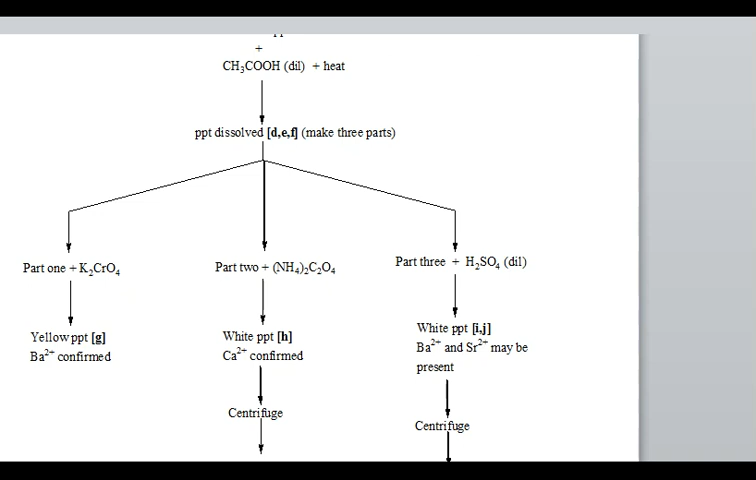 +
CH3COOH (dil) + heat
ppt dissolved [d,e,f] (make three parts)
Part one + K2CrO4
Part two + (NH4)2C2O4
Part three + H2SO4 (dil)
Yellow ppt [g]
Ba2+ confirmed
White ppt [h]
Ca2+ confirmed
White ppt [i,j]
Ba2+ and Sr2+ may be
present
Centrifuge
Centrifuge